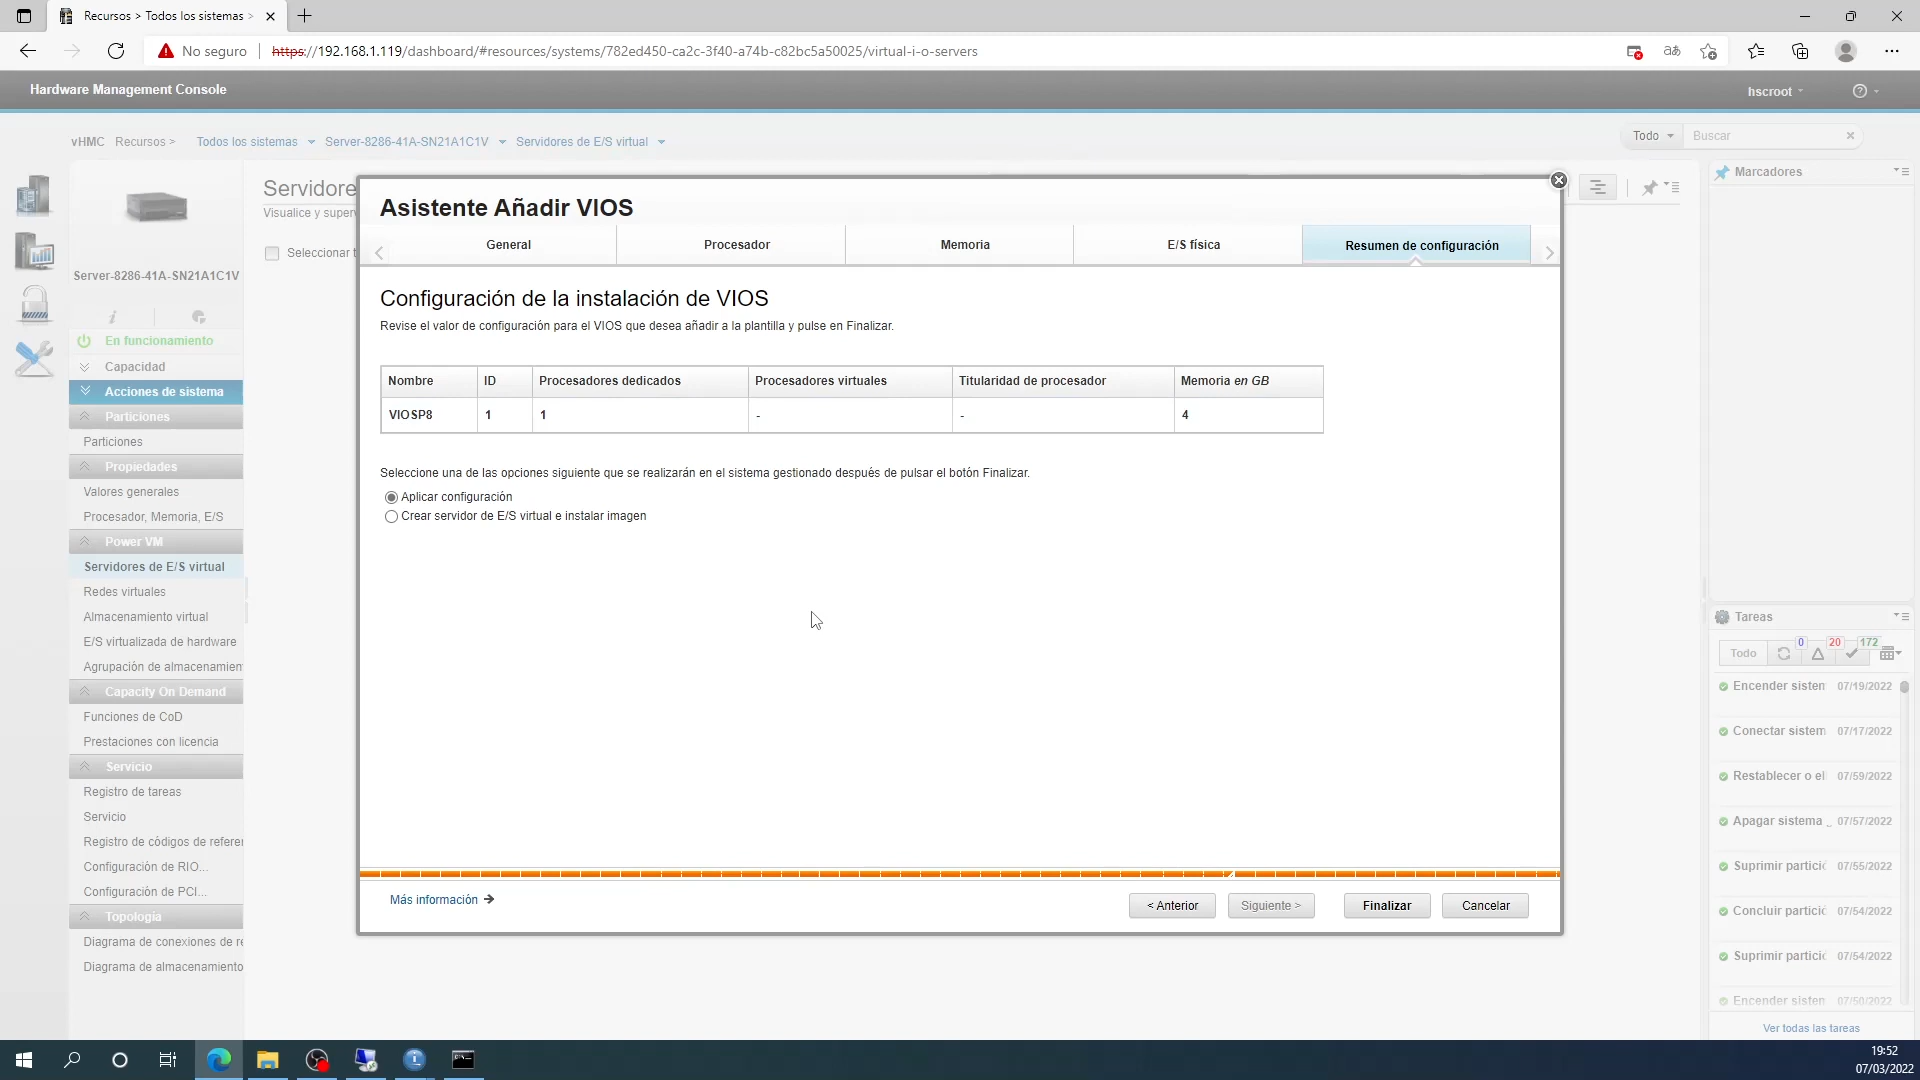 Recursos > Todos los sistemas >
No seguro
https://192.168.1.119/dashboard/#resources/systems/782ed450-ca2c-3f40-a74b-c82bc5a50025/virtual-i-o-servers
aあ
Hardware Management Console
hscroot
vHMC Recursos > Todos los sistemas Server-8286-41A-SN21A1C1V Servidores de E/S virtual
Todo Buscar
Server-8286-41A-SN21A1C1V
En funcionamiento
Capacidad
Acciones de sistema
Particiones
Particiones
Propiedades
Valores generales
Procesador, Memoria, E/S
Power VM
Servidores de E/S virtual
Redes virtuales
Almacenamiento virtual
E/S virtualizada de hardware
Agrupación de almacenamien
Capacity On Demand
Funciones de CoD
Prestaciones con licencia
Servicio
Registro de tareas
Servicio
Registro de códigos de referen
Configuración de RIO...
Configuración de PCI...
Topología
Diagrama de conexiones de re
Diagrama de almacenamiento
Servidore
Visualice y superv
Seleccionar t
Asistente Añadir VIOS
General Procesador Memoria E/S física Resumen de configuración
Configuración de la instalación de VIOS
Revise el valor de configuración para el VIOS que desea añadir a la plantilla y pulse en Finalizar.
Nombre ID Procesadores dedicados Procesadores virtuales Titularidad de procesador Memoria en GB
VIOSP8 1 1 - - 4
Seleccione una de las opciones siguiente que se realizarán en el sistema gestionado después de pulsar el botón Finalizar.
Aplicar configuración
Crear servidor de E/S virtual e instalar imagen
Más información
< Anterior Siguiente > Finalizar Cancelar
Marcadores
Tareas
0 20 172
Todo
Encender sistem 07/19/2022
Conectar sistem 07/17/2022
Restablecer o el 07/59/2022
Apagar sistema 07/57/2022
Suprimir partici 07/55/2022
Concluir partici 07/54/2022
Suprimir partici 07/54/2022
Encender sistem 07/50/2022
Ver todas las tareas
19:52
07/03/2022